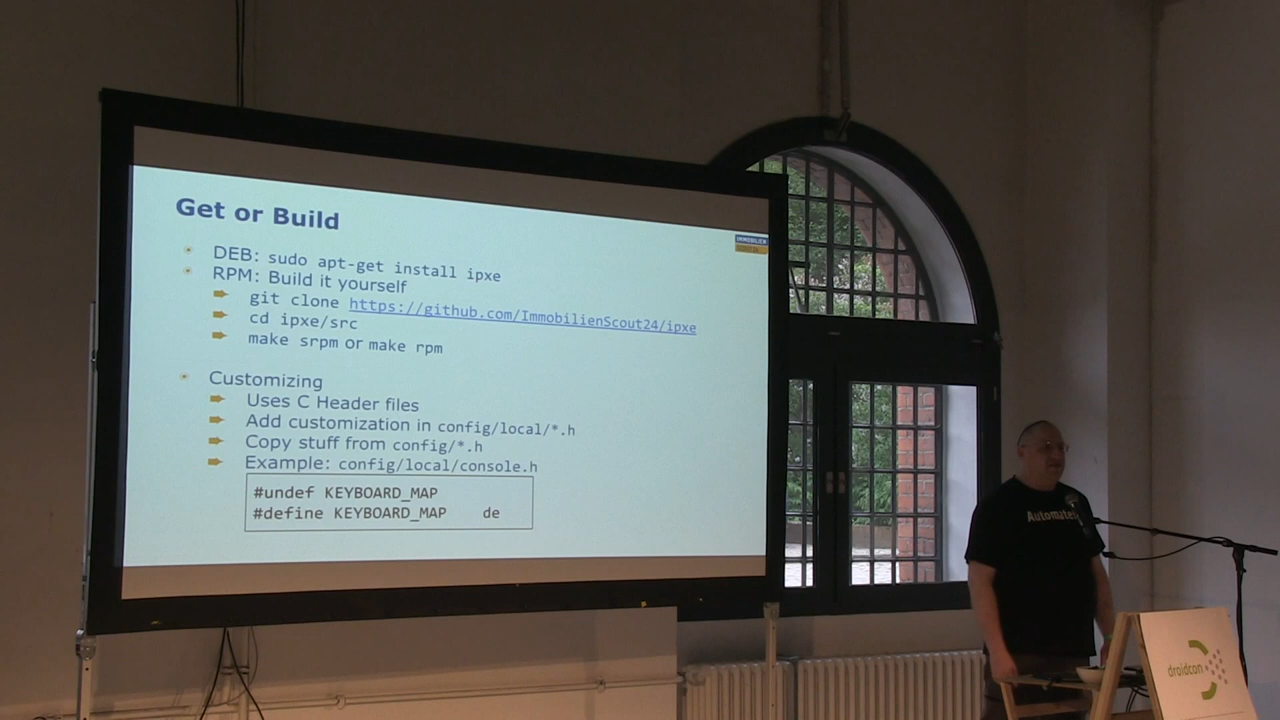 Get or Build
IMMOBILIEN
DEB: sudo apt-get install ipxe
RPM: Build it yourself
git clone https://github.com/ImmobilienScout24/ipxe
cd ipxe/src
make srpm or make rpm
Customizing
Uses C Header files
Add customization in config/local/*.h
Copy stuff from config/*.h
Example: config/local/console.h
#undef KEYBOARD_MAP
#define KEYBOARD_MAP de
Automate
droidcon